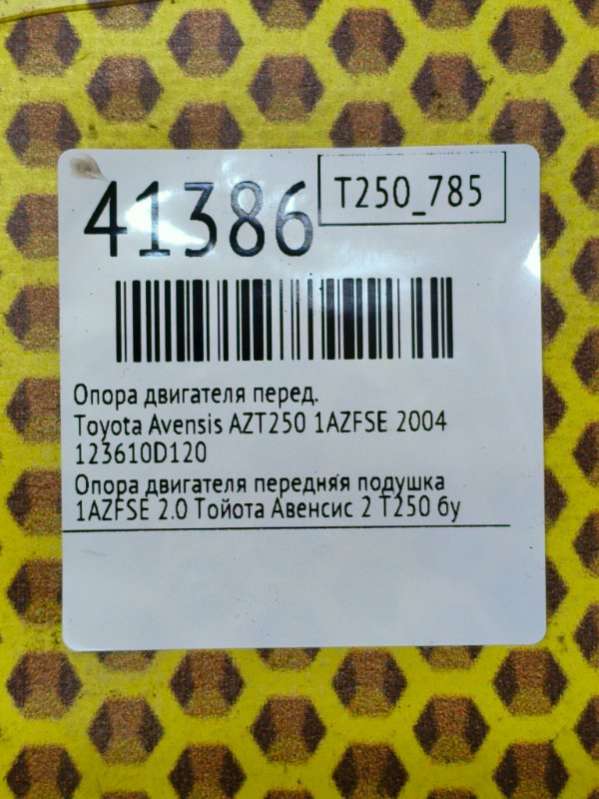 41386
T250_785
Опора двигателя перед.
Toyota Avensis AZT250 1AZFSE 2004
123610D120
Опора двигателя передняя подушка
1AZFSE 2.0 Тойота Авенсис 2 Т250 бу